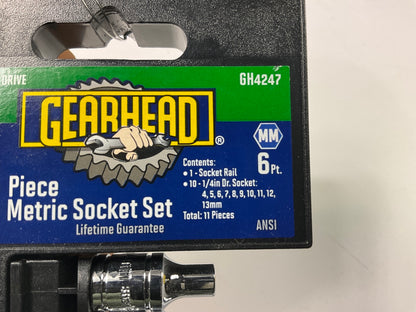 DRIVE
GH4247
GEARHEAD®
MM
6 Pt.
Piece
Metric Socket Set
Lifetime Guarantee
Contents:
• 1 - Socket Rail
• 10 - 1/4in Dr. Socket:
4, 5, 6, 7, 8, 9, 10, 11, 12,
13mm
Total: 11 Pieces
ANSI